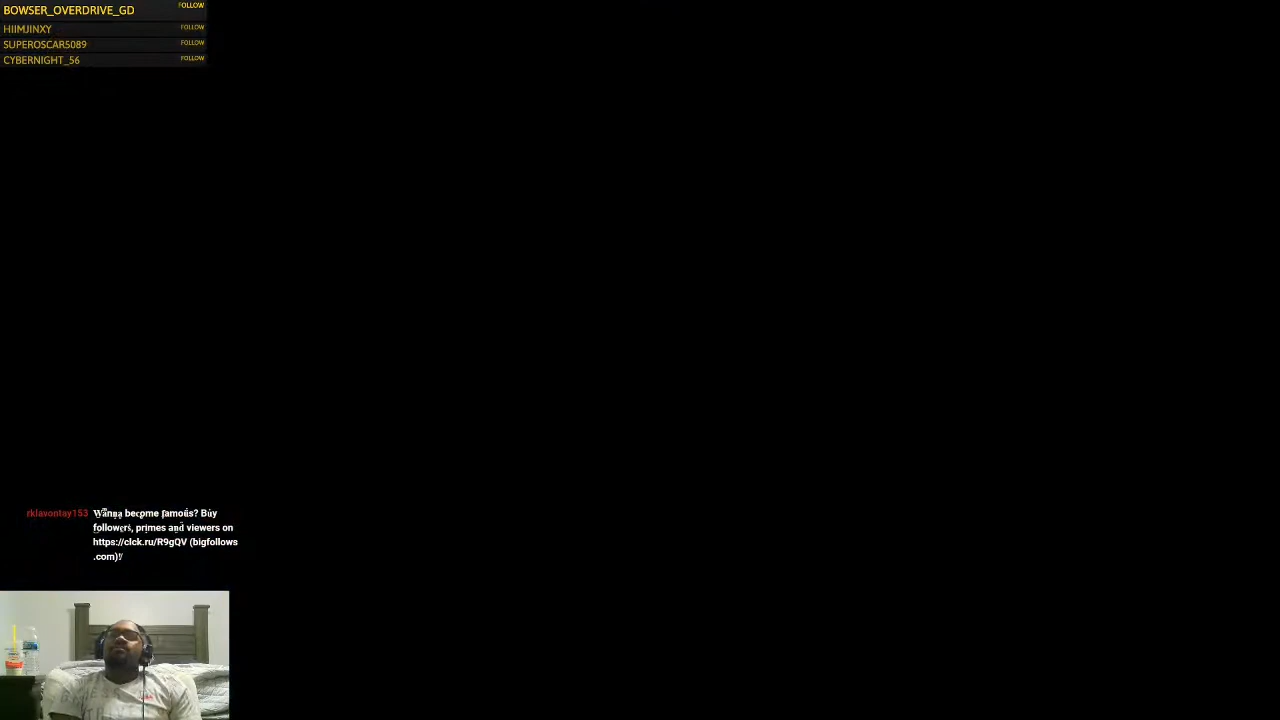 BOWSER_OVERDRIVE_GD FOLLOW
HIIMJINXY FOLLOW
SUPEROSCAR5089 FOLLOW
CYBERNIGHT_56 FOLLOW
rklavontay153 Wanna become famous? Buy
followers, primes and viewers on
https://clck.ru/R9gQV (bigfollows
.com)!